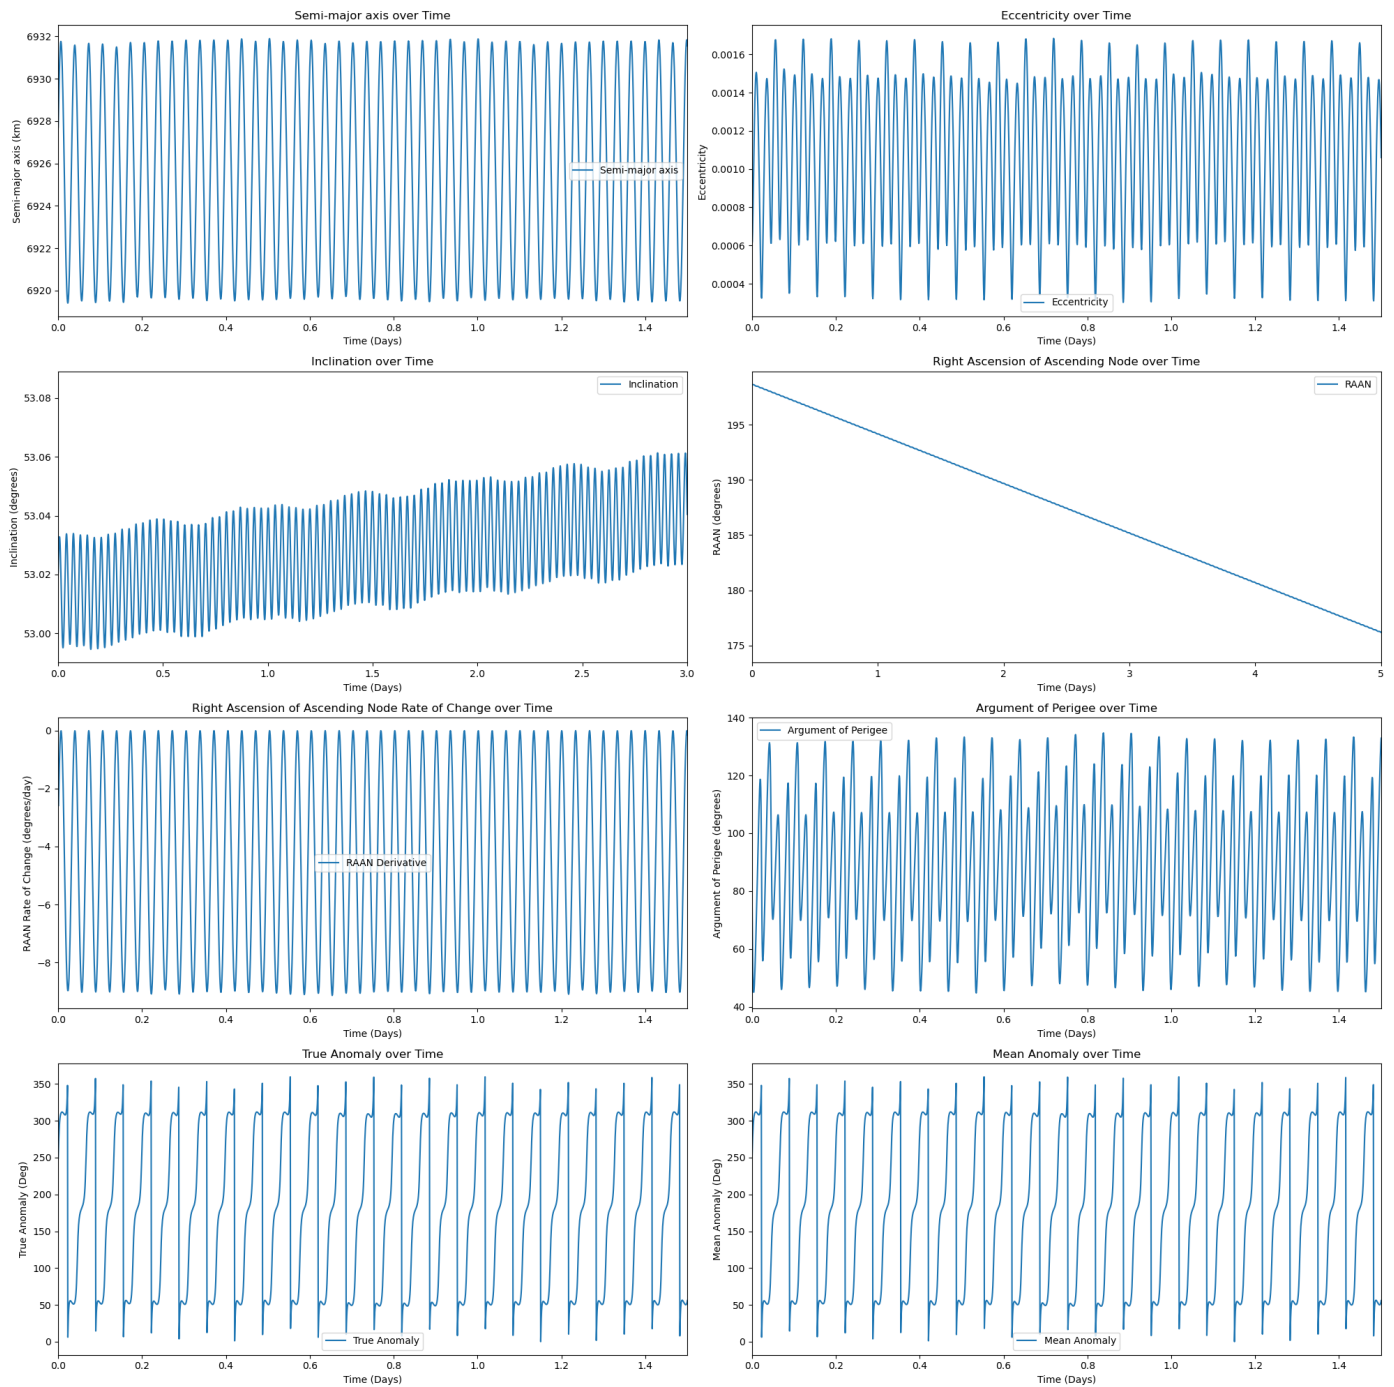 Semi-major axis over Time
6932
6930
6928
6926
6924
6922
6920
Semi-major axis (km)
Semi-major axis
0.0 0.2 0.4 0.6 0.8 1.0 1.2 1.4
Time (Days)
Eccentricity over Time
0.0016
0.0014
0.0012
0.0010
0.0008
0.0006
0.0004
Eccentricity
Eccentricity
0.0 0.2 0.4 0.6 0.8 1.0 1.2 1.4
Time (Days)
Inclination over Time
53.08
53.06
53.04
53.02
53.00
Inclination (degrees)
Inclination
0.0 0.5 1.0 1.5 2.0 2.5 3.0
Time (Days)
Right Ascension of Ascending Node over Time
195
190
185
180
175
RAAN (degrees)
RAAN
0 1 2 3 4 5
Time (Days)
Right Ascension of Ascending Node Rate of Change over Time
0
−2
−4
−6
−8
RAAN Rate of Change (degrees/day)
RAAN Derivative
0.0 0.2 0.4 0.6 0.8 1.0 1.2 1.4
Time (Days)
Argument of Perigee over Time
140
120
100
80
60
40
Argument of Perigee (degrees)
Argument of Perigee
0.0 0.2 0.4 0.6 0.8 1.0 1.2 1.4
Time (Days)
True Anomaly over Time
350
300
250
200
150
100
50
0
True Anomaly (Deg)
True Anomaly
0.0 0.2 0.4 0.6 0.8 1.0 1.2 1.4
Time (Days)
Mean Anomaly over Time
350
300
250
200
150
100
50
0
Mean Anomaly (Deg)
Mean Anomaly
0.0 0.2 0.4 0.6 0.8 1.0 1.2 1.4
Time (Days)